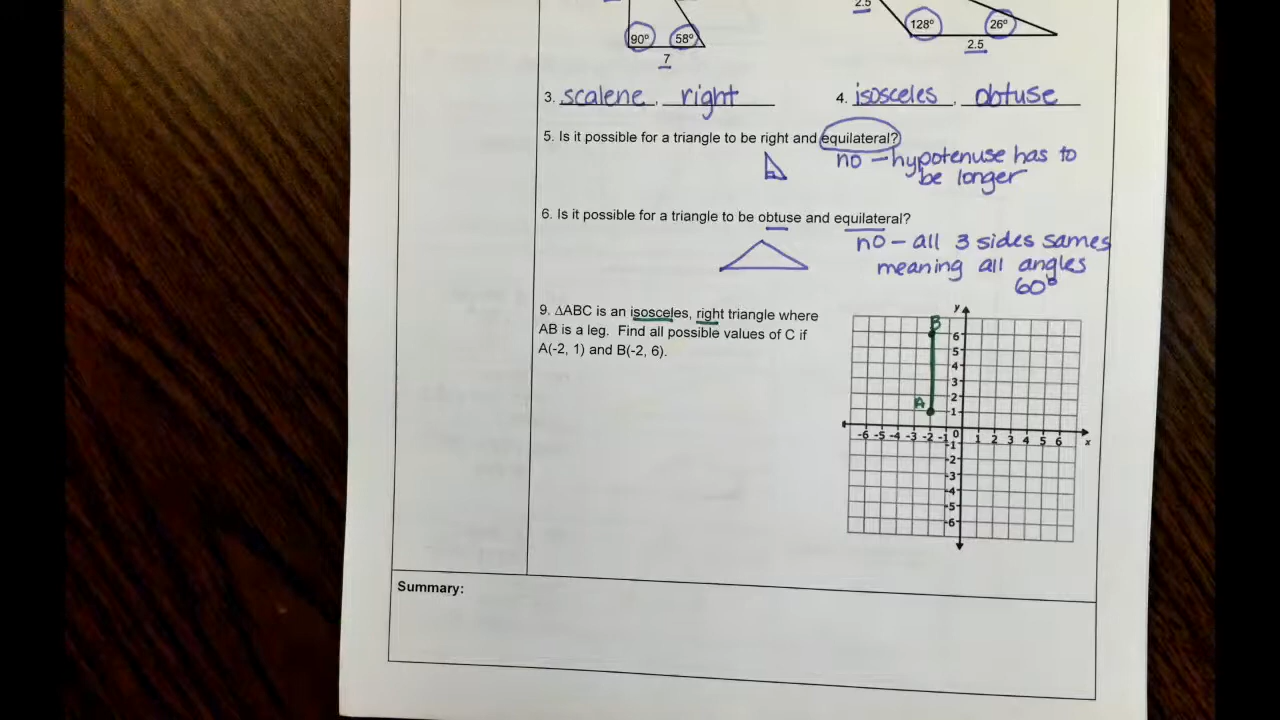 2.5
90° 58°
128° 26°
7
2.5
3. scalene, right
4. isosceles, obtuse
5. Is it possible for a triangle to be right and equilateral?
no – hypotenuse has to
be longer
6. Is it possible for a triangle to be obtuse and equilateral?
no – all 3 sides sames
meaning all angles
60°
9. ΔABC is an isosceles, right triangle where
AB is a leg. Find all possible values of C if
A(-2, 1) and B(-2, 6).
y
B
6
5
4
3
2
A
1
-6 -5 -4 -3 -2 -1 0 1 2 3 4 5 6 x
-1
-2
-3
-4
-5
-6
Summary: